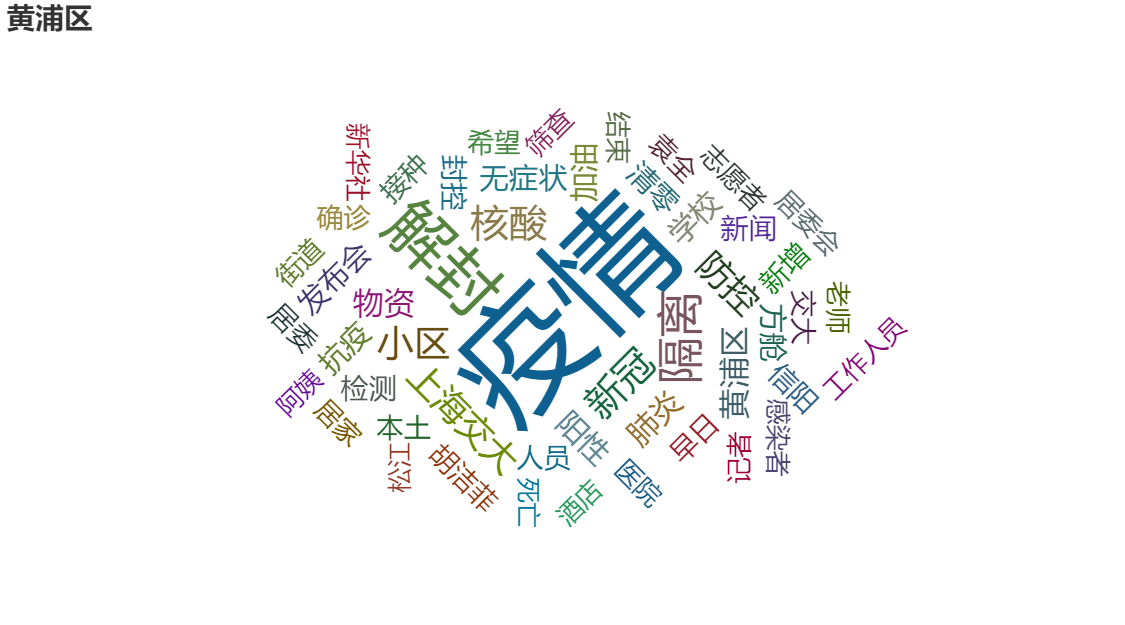 黄浦区
新华社
接种
封控
希望
筛查
结束
加油
无症状
袁全
清零
志愿者
居委会
确诊
解封
核酸
疫情
学校
新闻
街道
发布会
防控
新增
老师
物资
隔离
方舱
交大
居委
抗疫
小区
新冠
黄浦区
工作人员
阿姨
检测
上海交大
信阳
居家
本土
阳性
肺炎
早日
感染者
松江
胡洁菲
人员
记者
死亡
酒店
医院